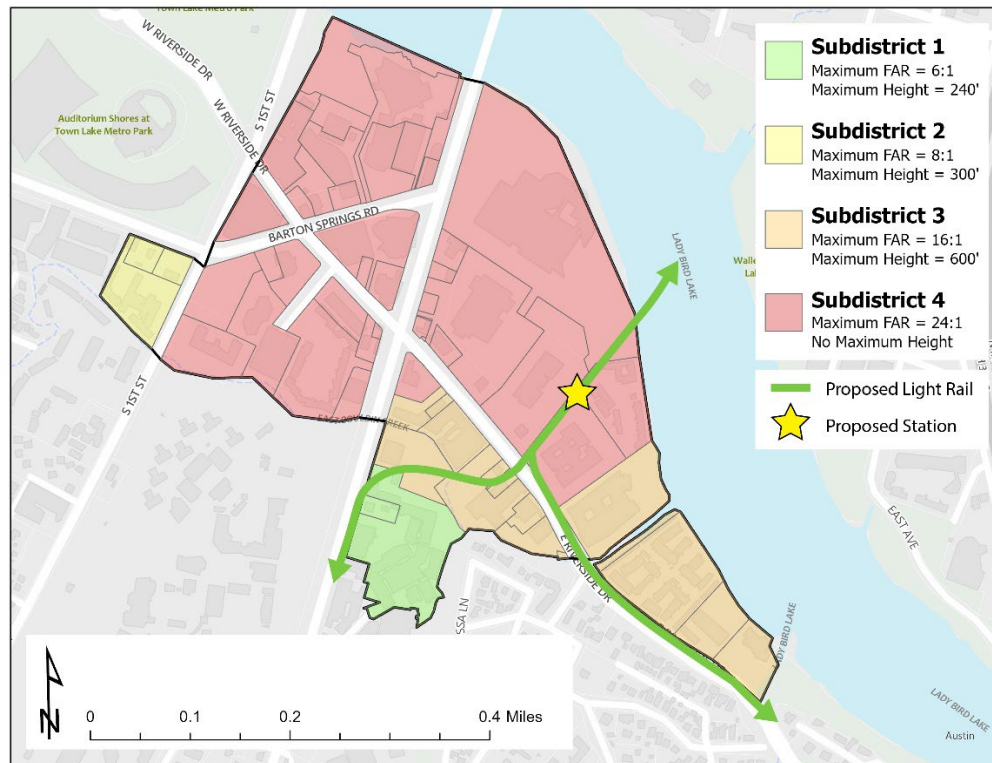 Town Lake Metro Park
W RIVERSIDE DR
W RIVERSIDE DR
S 1ST ST
Auditorium Shores at
Town Lake Metro Park
BARTON SPRINGS RD
LADY BIRD LAKE
S 1ST ST
E RIVERSIDE DR
LADY BIRD LAKE
EAST AVE
LADY BIRD LAKE
Austin
Subdistrict 1
Maximum FAR = 6:1
Maximum Height = 240'
Subdistrict 2
Maximum FAR = 8:1
Maximum Height = 300'
Subdistrict 3
Maximum FAR = 16:1
Maximum Height = 600'
Subdistrict 4
Maximum FAR = 24:1
No Maximum Height
Proposed Light Rail
Proposed Station
N
0 0.1 0.2 0.4 Miles